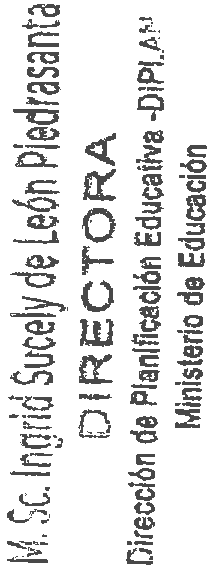 M. Sc. Ingrid Sucely de León Piedrasanta
DIRECTORA
Dirección de Planificación Educativa -DIPLAN
Ministerio de Educación